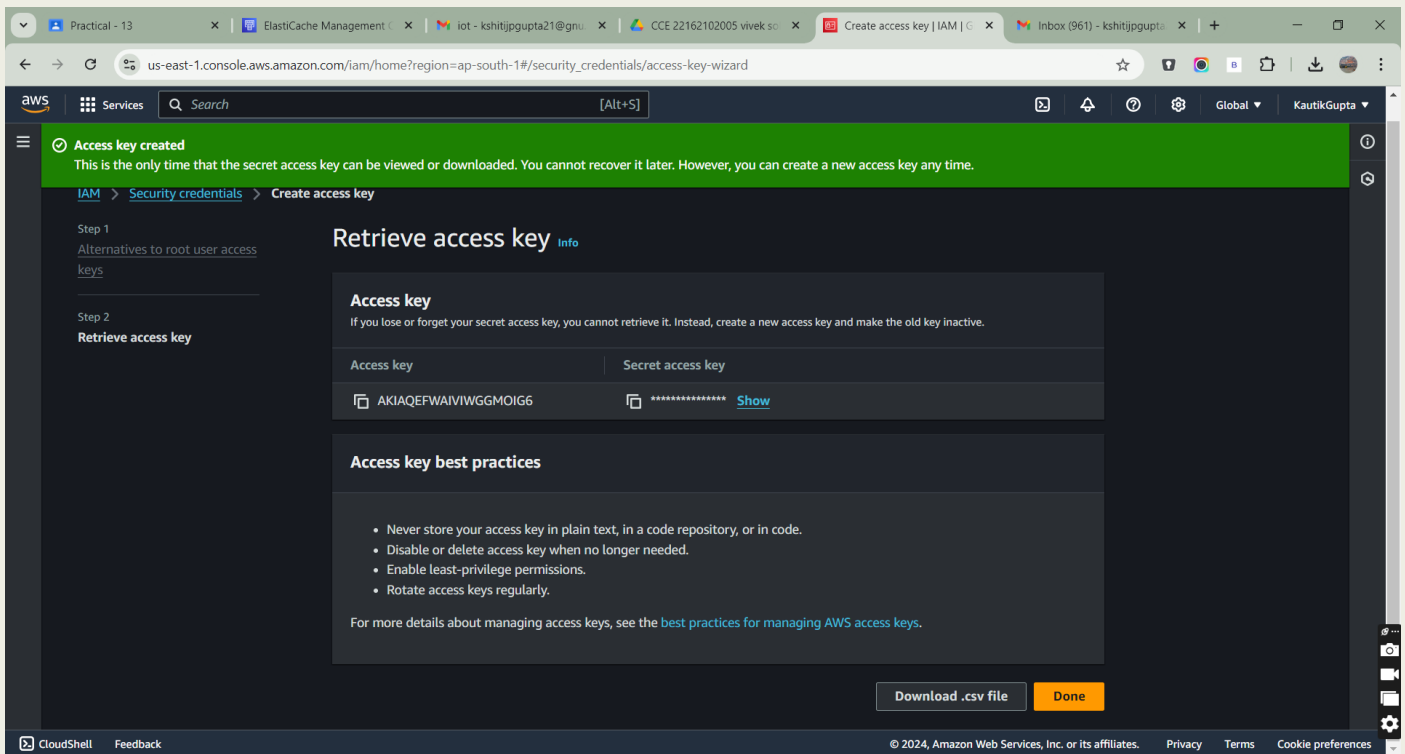 Practical - 13
ElastiCache Management C
iot - kshitijpgupta21@gnu.
CCE 22162102005 vivek so
Create access key | IAM | G
Inbox (961) - kshitijpgupta
us-east-1.console.aws.amazon.com/iam/home?region=ap-south-1#/security_credentials/access-key-wizard
aws
Services
Search
[Alt+S]
Global
KautikGupta
Access key created
This is the only time that the secret access key can be viewed or downloaded. You cannot recover it later. However, you can create a new access key any time.
IAM > Security credentials > Create access key
Step 1
Alternatives to root user access
keys
Step 2
Retrieve access key
Retrieve access key Info
Access key
If you lose or forget your secret access key, you cannot retrieve it. Instead, create a new access key and make the old key inactive.
Access key
Secret access key
AKIAQEFWAIVIWGGMOIG6
*************** Show
Access key best practices
• Never store your access key in plain text, in a code repository, or in code.
• Disable or delete access key when no longer needed.
• Enable least-privilege permissions.
• Rotate access keys regularly.
For more details about managing access keys, see the best practices for managing AWS access keys.
Download .csv file
Done
CloudShell
Feedback
© 2024, Amazon Web Services, Inc. or its affiliates.
Privacy
Terms
Cookie preferences